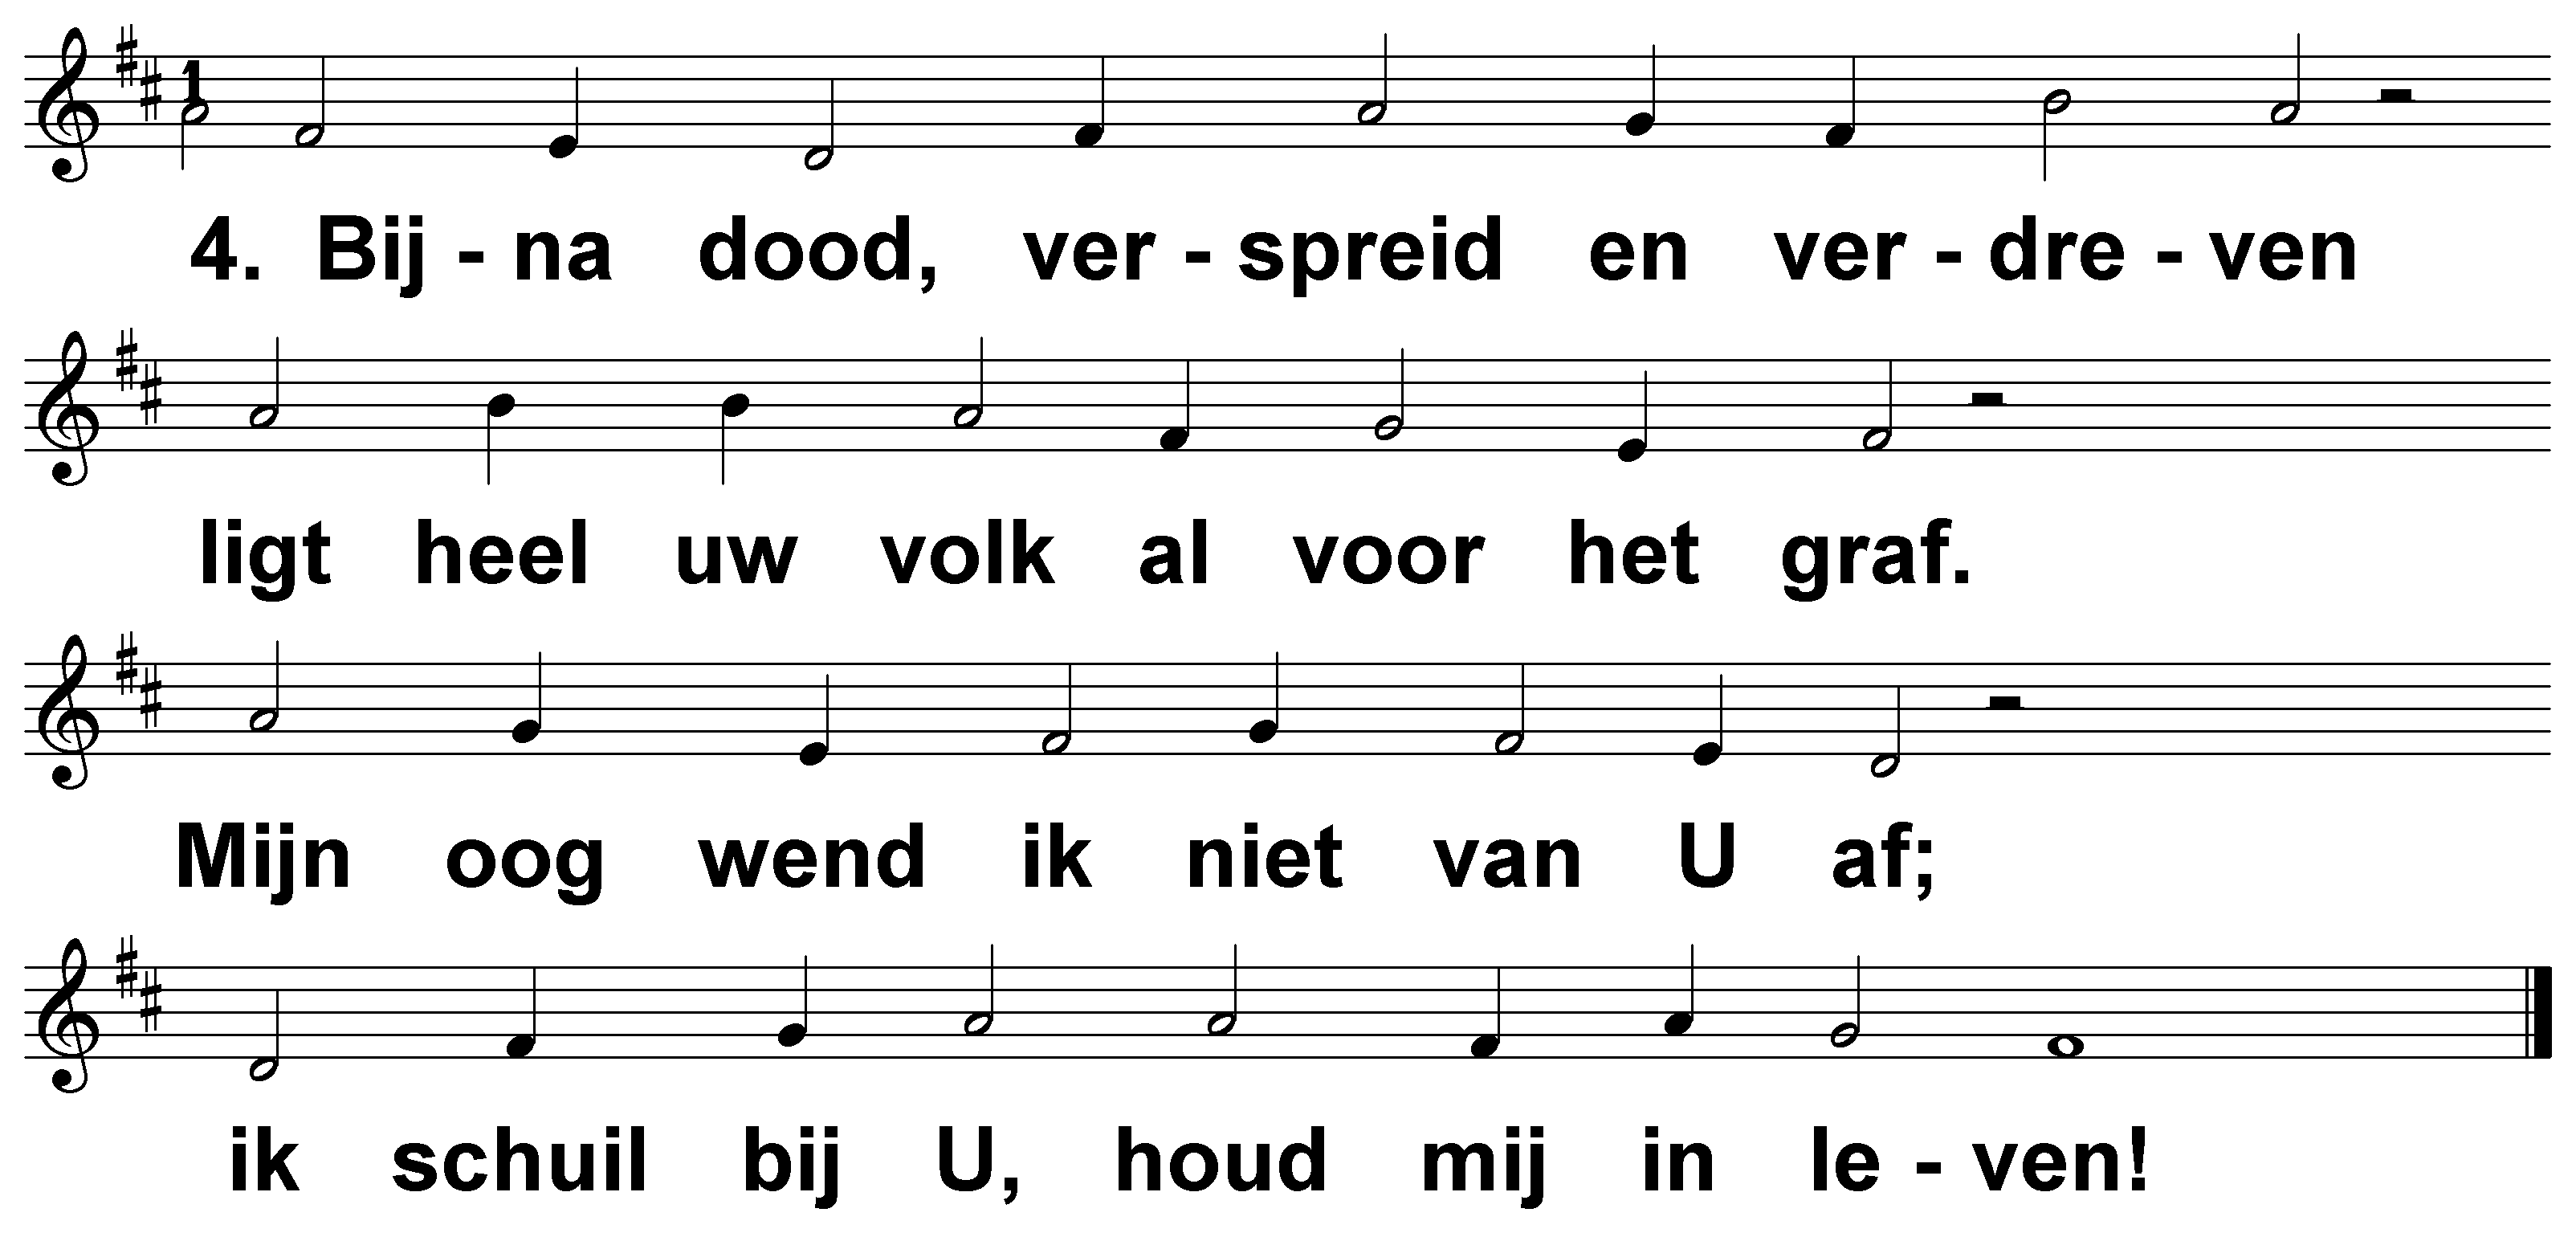 1
4. Bij - na dood, ver - spreid en ver - dre - ven
ligt heel uw volk al voor het graf.
Mijn oog wend ik niet van U af;
ik schuil bij U, houd mij in le - ven!